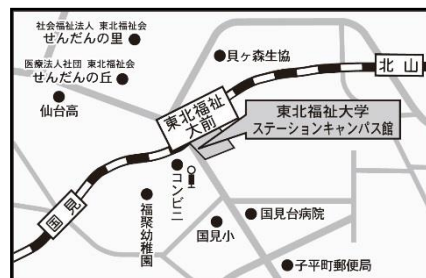 社会福祉法人 東北福祉会
せんだんの里
医療法人社団 東北福祉会
せんだんの丘
仙台高
貝ヶ森生協
北山
東北福祉
大前
東北福祉大学
ステーションキャンパス館
国見
コンビニ
福聚幼稚園
国見小
国見台病院
子平町郵便局